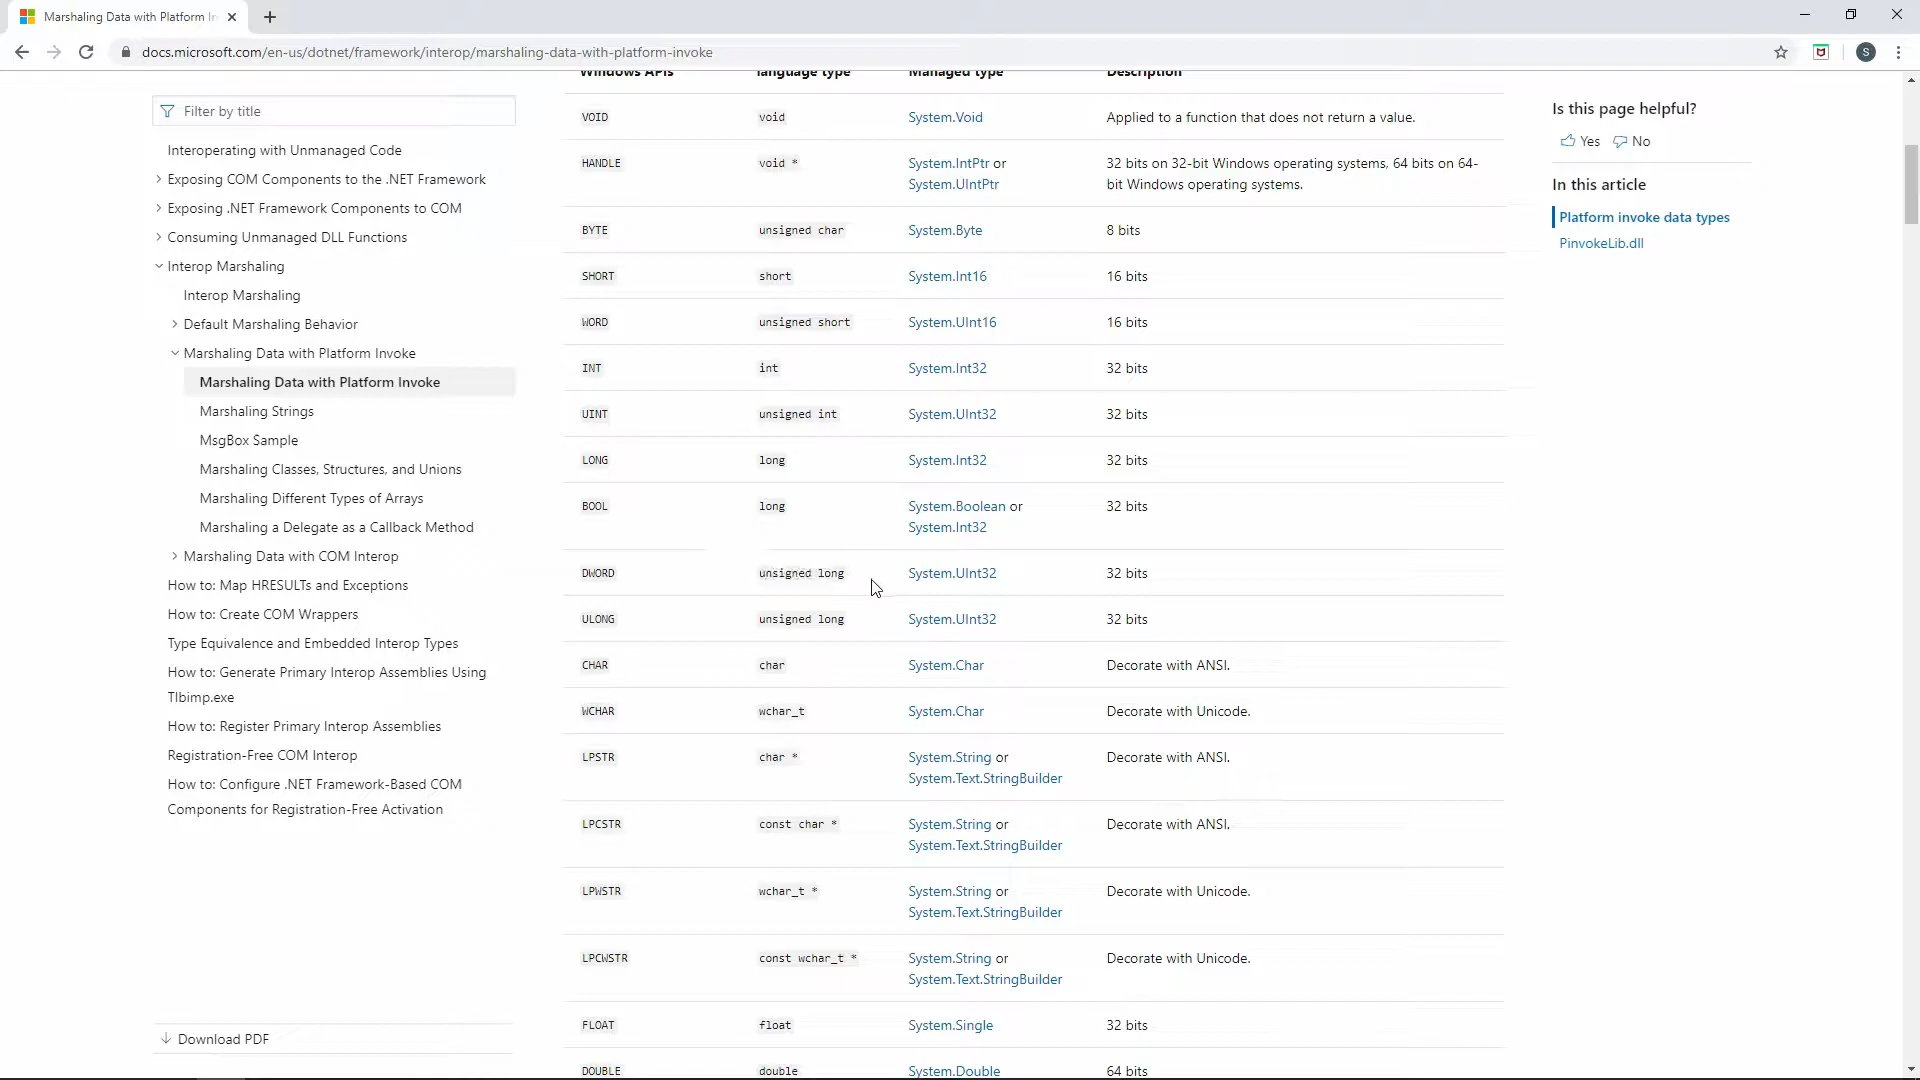 Marshaling Data with Platform In
docs.microsoft.com/en-us/dotnet/framework/interop/marshaling-data-with-platform-invoke
S
Filter by title
Interoperating with Unmanaged Code
Exposing COM Components to the .NET Framework
Exposing .NET Framework Components to COM
Consuming Unmanaged DLL Functions
Interop Marshaling
Interop Marshaling
Default Marshaling Behavior
Marshaling Data with Platform Invoke
Marshaling Data with Platform Invoke
Marshaling Strings
MsgBox Sample
Marshaling Classes, Structures, and Unions
Marshaling Different Types of Arrays
Marshaling a Delegate as a Callback Method
Marshaling Data with COM Interop
How to: Map HRESULTs and Exceptions
How to: Create COM Wrappers
Type Equivalence and Embedded Interop Types
How to: Generate Primary Interop Assemblies Using
Tlbimp.exe
How to: Register Primary Interop Assemblies
Registration-Free COM Interop
How to: Configure .NET Framework-Based COM
Components for Registration-Free Activation
Download PDF
Windows APIs language type Managed type Description
VOID void System.Void Applied to a function that does not return a value.
HANDLE void * System.IntPtr or 32 bits on 32-bit Windows operating systems, 64 bits on 64-
System.UIntPtr bit Windows operating systems.
BYTE unsigned char System.Byte 8 bits
SHORT short System.Int16 16 bits
WORD unsigned short System.UInt16 16 bits
INT int System.Int32 32 bits
UINT unsigned int System.UInt32 32 bits
LONG long System.Int32 32 bits
BOOL long System.Boolean or 32 bits
System.Int32
DWORD unsigned long System.UInt32 32 bits
ULONG unsigned long System.UInt32 32 bits
CHAR char System.Char Decorate with ANSI.
WCHAR wchar_t System.Char Decorate with Unicode.
LPSTR char * System.String or Decorate with ANSI.
System.Text.StringBuilder
LPCSTR const char * System.String or Decorate with ANSI.
System.Text.StringBuilder
LPWSTR wchar_t * System.String or Decorate with Unicode.
System.Text.StringBuilder
LPCWSTR const wchar_t * System.String or Decorate with Unicode.
System.Text.StringBuilder
FLOAT float System.Single 32 bits
DOUBLE double System.Double 64 bits
Is this page helpful?
Yes No
In this article
Platform invoke data types
PinvokeLib.dll